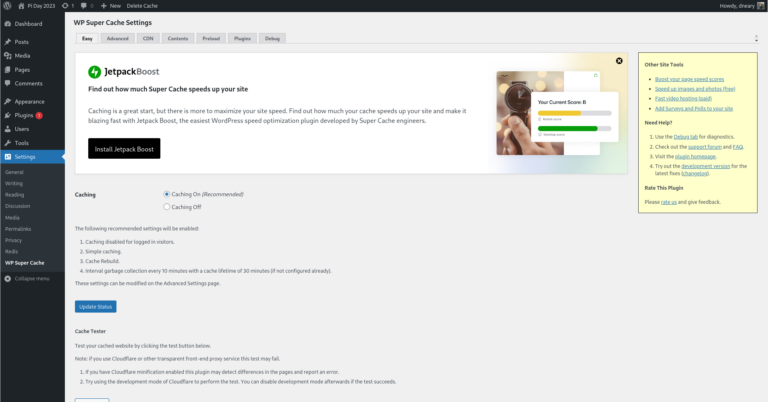 Pi Day 2023
1
0
New
Delete Cache
Howdy, dneary
Dashboard
Posts
Media
Pages
Comments
Appearance
Plugins 1
Users
Tools
Settings
General
Writing
Reading
Discussion
Media
Permalinks
Privacy
Redis
WP Super Cache
Collapse menu
WP Super Cache Settings
Easy
Advanced
CDN
Contents
Preload
Plugins
Debug
JetpackBoost
Find out how much Super Cache speeds up your site
Caching is a great start, but there is more to maximize your site speed. Find out how much your cache speeds up your site and make it
blazing fast with Jetpack Boost, the easiest WordPress speed optimization plugin developed by Super Cache engineers.
Install Jetpack Boost
Your Current Score: B
Caching
Caching On (Recommended)
Caching Off
The following recommended settings will be enabled:
1. Caching disabled for logged in visitors.
2. Simple caching.
3. Cache Rebuild.
4. Interval garbage collection every 10 minutes with a cache lifetime of 30 minutes (if not configured already).
These settings can be modified on the Advanced Settings page.
Update Status
Cache Tester
Test your cached website by clicking the test button below.
Note: if you use Cloudflare or other transparent front-end proxy service this test may fail.
1. If you have Cloudflare minification enabled this plugin may detect differences in the pages and report an error.
2. Try using the development mode of Cloudflare to perform the test. You can disable development mode afterwards if the test succeeds.
Other Site Tools
Boost your page speed scores
Speed up images and photos (free)
Fast video hosting (paid)
Add Surveys and Polls to your site
Need Help?
1. Use the Debug tab for diagnostics.
2. Check out the support forum and FAQ.
3. Visit the plugin homepage.
4. Try out the development version for the
latest fixes (changelog).
Rate This Plugin
Please rate us and give feedback.